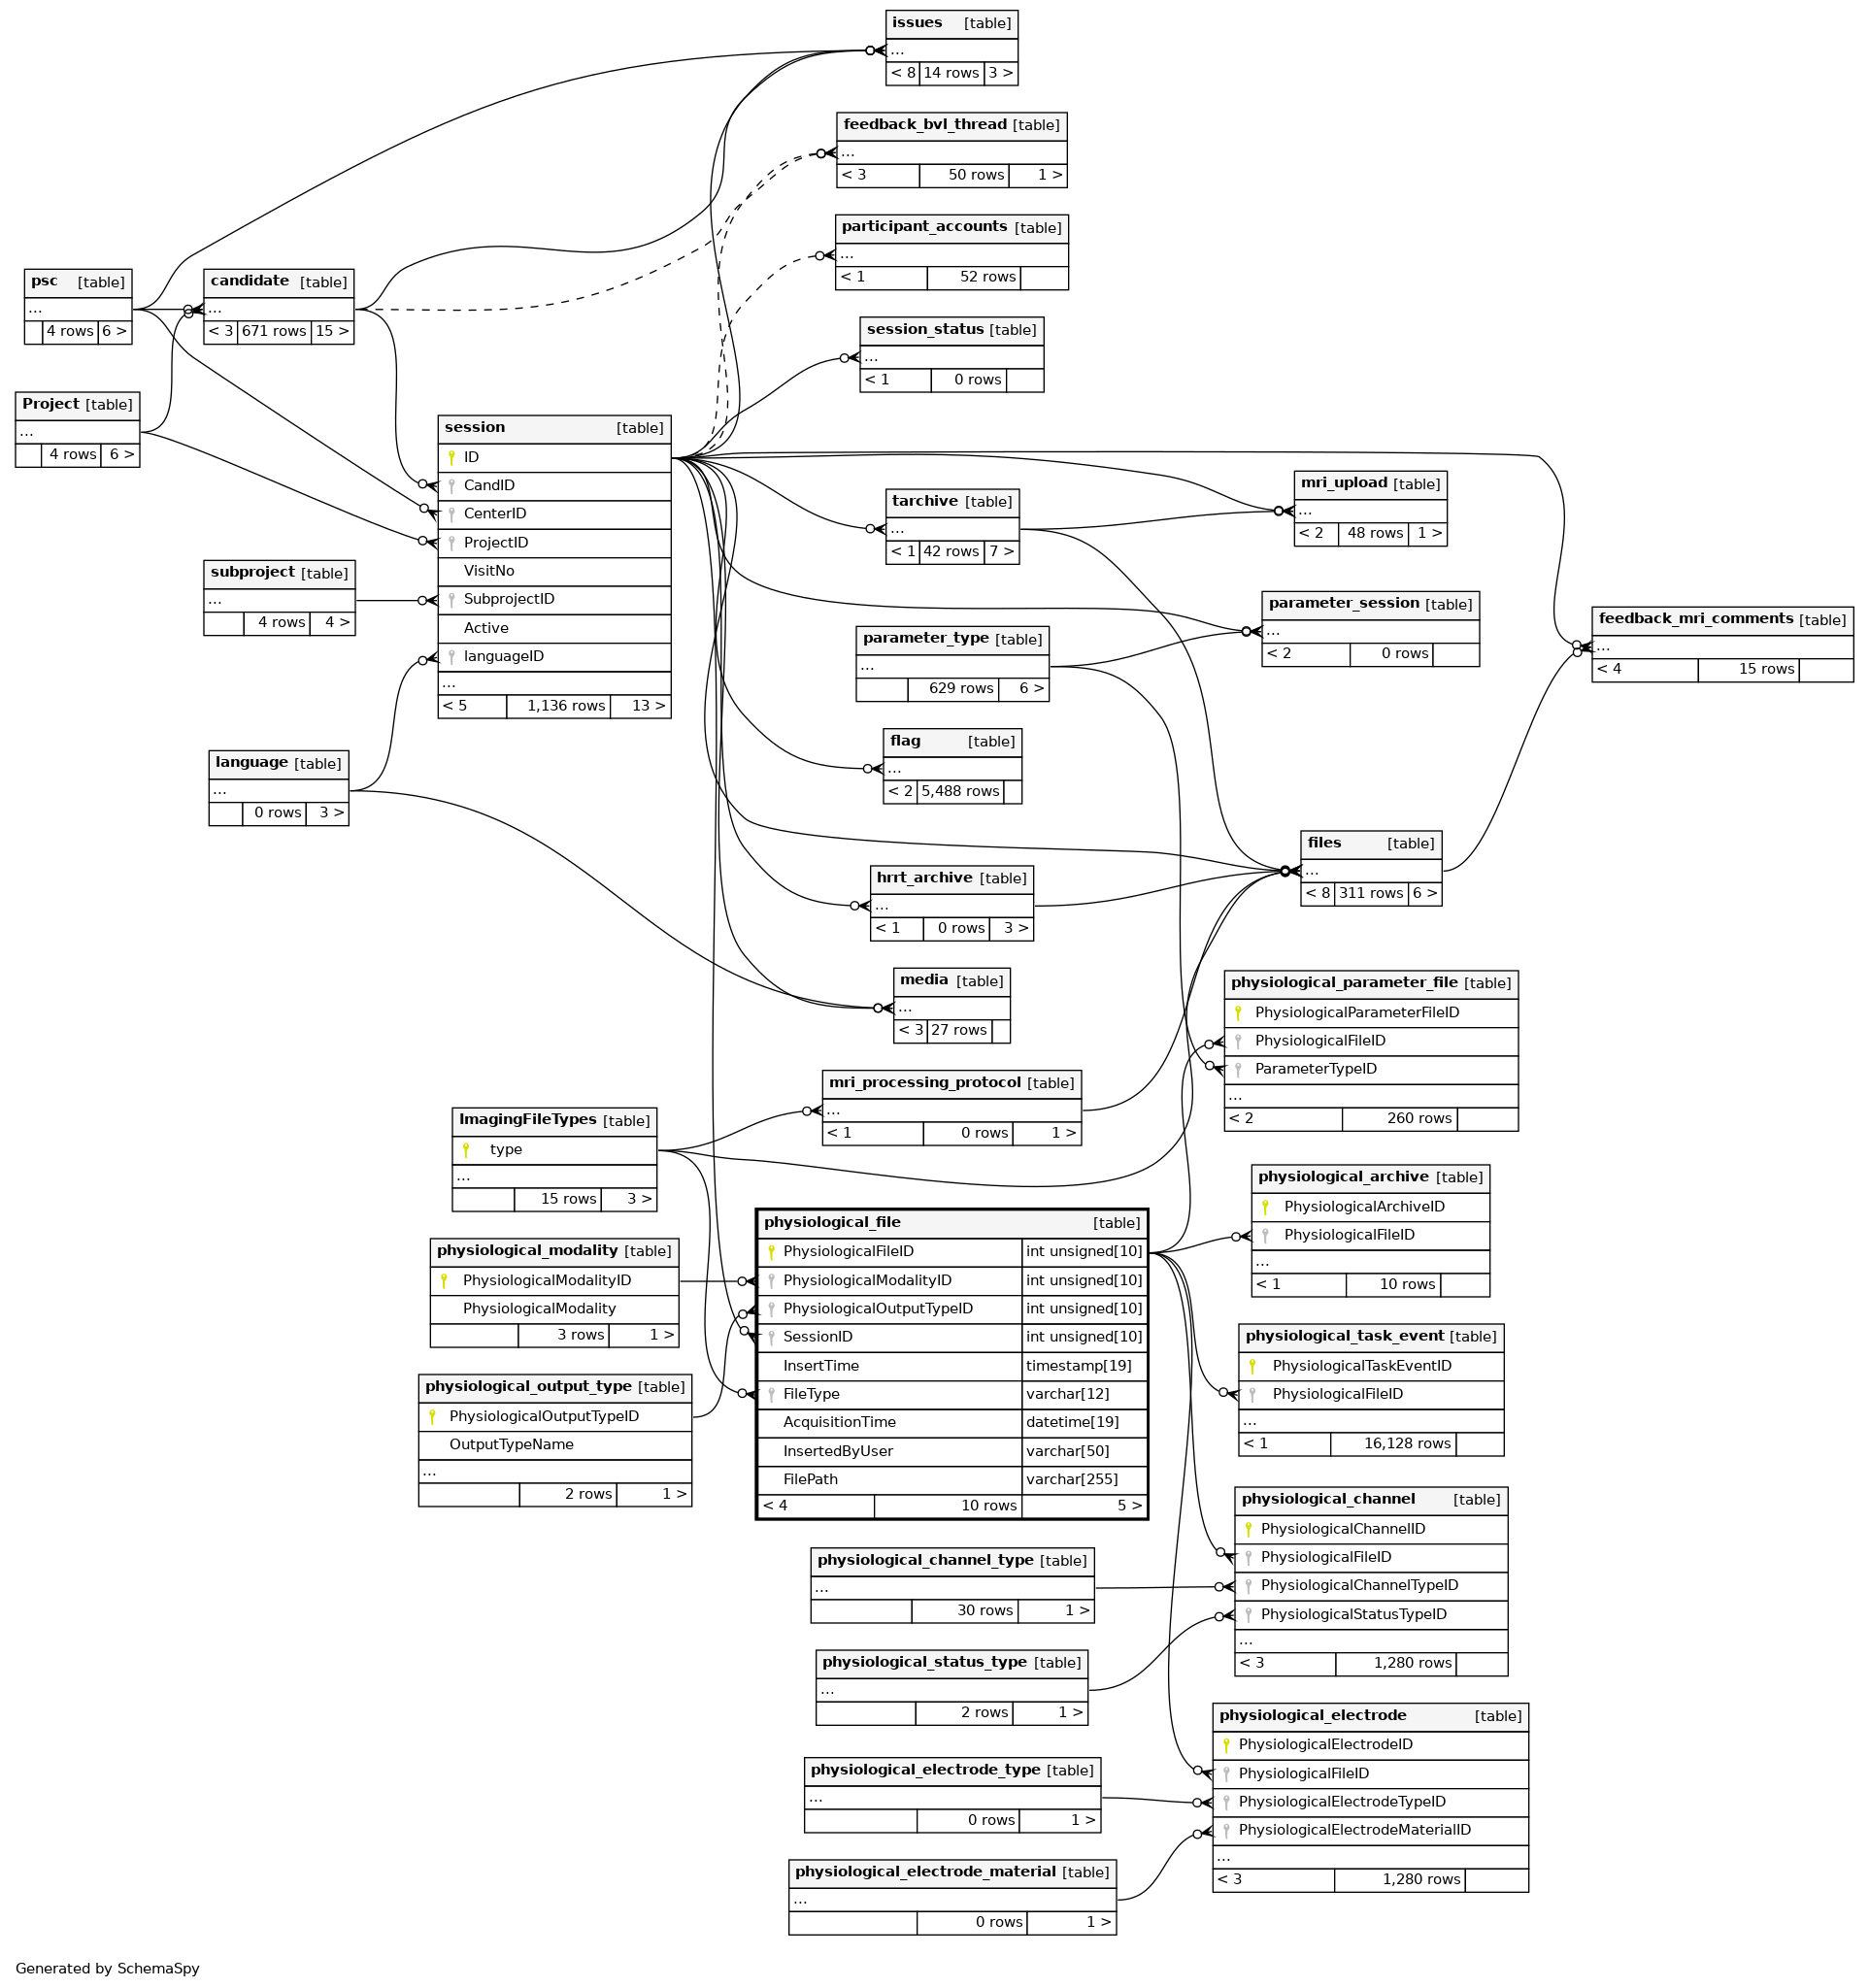 issues [table]
...
< 8 14 rows 3 >
feedback_bvl_thread [table]
...
< 3 50 rows 1 >
participant_accounts [table]
...
< 1 52 rows
psc [table]
...
4 rows 6 >
candidate [table]
...
< 3 671 rows 15 >
session_status [table]
...
< 1 0 rows
Project [table]
...
4 rows 6 >
session [table]
ID
CandID
CenterID
ProjectID
VisitNo
SubprojectID
Active
languageID
...
< 5 1,136 rows 13 >
subproject [table]
...
4 rows 4 >
language [table]
...
0 rows 3 >
tarchive [table]
...
< 1 42 rows 7 >
mri_upload [table]
...
< 2 48 rows 1 >
parameter_session [table]
...
< 2 0 rows
feedback_mri_comments [table]
...
< 4 15 rows
parameter_type [table]
...
629 rows 6 >
flag [table]
...
< 2 5,488 rows
files [table]
...
< 8 311 rows 6 >
hrrt_archive [table]
...
< 1 0 rows 3 >
media [table]
...
< 3 27 rows
physiological_parameter_file [table]
PhysiologicalParameterFileID
PhysiologicalFileID
ParameterTypeID
...
< 2 260 rows
mri_processing_protocol [table]
...
< 1 0 rows 1 >
ImagingFileTypes [table]
type
...
15 rows 3 >
physiological_archive [table]
PhysiologicalArchiveID
PhysiologicalFileID
...
< 1 10 rows
physiological_file [table]
PhysiologicalFileID int unsigned[10]
PhysiologicalModalityID int unsigned[10]
PhysiologicalOutputTypeID int unsigned[10]
SessionID int unsigned[10]
InsertTime timestamp[19]
FileType varchar[12]
AcquisitionTime datetime[19]
InsertedByUser varchar[50]
FilePath varchar[255]
< 4 10 rows 5 >
physiological_modality [table]
PhysiologicalModalityID
PhysiologicalModality
3 rows 1 >
physiological_output_type [table]
PhysiologicalOutputTypeID
OutputTypeName
...
2 rows 1 >
physiological_task_event [table]
PhysiologicalTaskEventID
PhysiologicalFileID
...
< 1 16,128 rows
physiological_channel [table]
PhysiologicalChannelID
PhysiologicalFileID
PhysiologicalChannelTypeID
PhysiologicalStatusTypeID
...
< 3 1,280 rows
physiological_channel_type [table]
...
30 rows 1 >
physiological_status_type [table]
...
2 rows 1 >
physiological_electrode [table]
PhysiologicalElectrodeID
PhysiologicalFileID
PhysiologicalElectrodeTypeID
PhysiologicalElectrodeMaterialID
...
< 3 1,280 rows
physiological_electrode_type [table]
...
0 rows 1 >
physiological_electrode_material [table]
...
0 rows 1 >
Generated by SchemaSpy